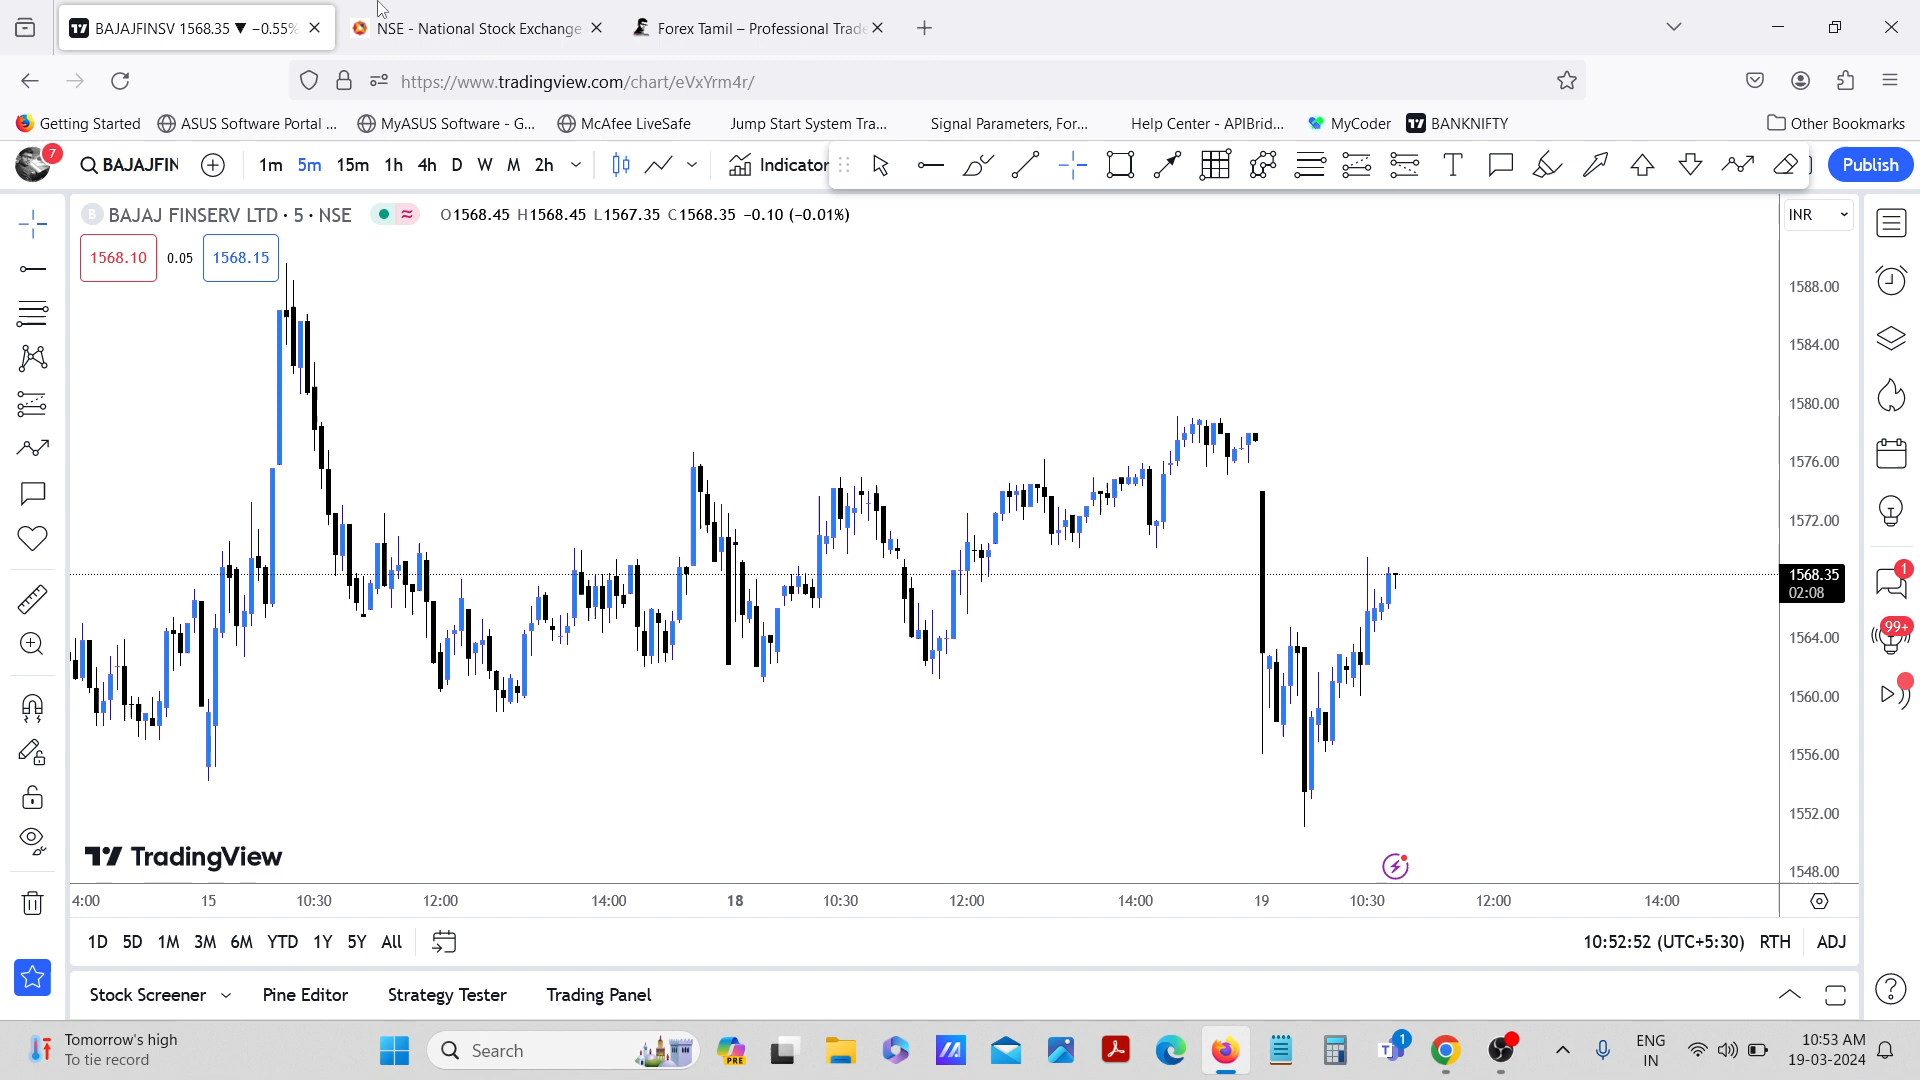 BAJAJFINSV 1568.35 ▼ −0.55%
NSE - National Stock Exchange
Forex Tamil – Professional Trade
https://www.tradingview.com/chart/eVxYrm4r/
Getting Started
ASUS Software Portal ...
MyASUS Software - G...
McAfee LiveSafe
Jump Start System Tra...
Signal Parameters, For...
Help Center - APIBrid...
MyCoder
BANKNIFTY
Other Bookmarks
7
BAJAJFIN
1m 5m 15m 1h 4h D W M 2h
Indicator
Publish
B BAJAJ FINSERV LTD · 5 · NSE
O1568.45 H1568.45 L1567.35 C1568.35 −0.10 (−0.01%)
INR
1568.10 0.05 1568.15
1588.00
1584.00
1580.00
1576.00
1572.00
1568.35
02:08
1564.00
1560.00
1556.00
1552.00
1548.00
1
99+
TradingView
4:00 15 10:30 12:00 14:00 18 10:30 12:00 14:00 19 10:30 12:00 14:00
1D 5D 1M 3M 6M YTD 1Y 5Y All
10:52:52 (UTC+5:30) RTH ADJ
Stock Screener Pine Editor Strategy Tester Trading Panel
Tomorrow's high
To tie record
Search
PRE
1
ENG
IN
10:53 AM
19-03-2024